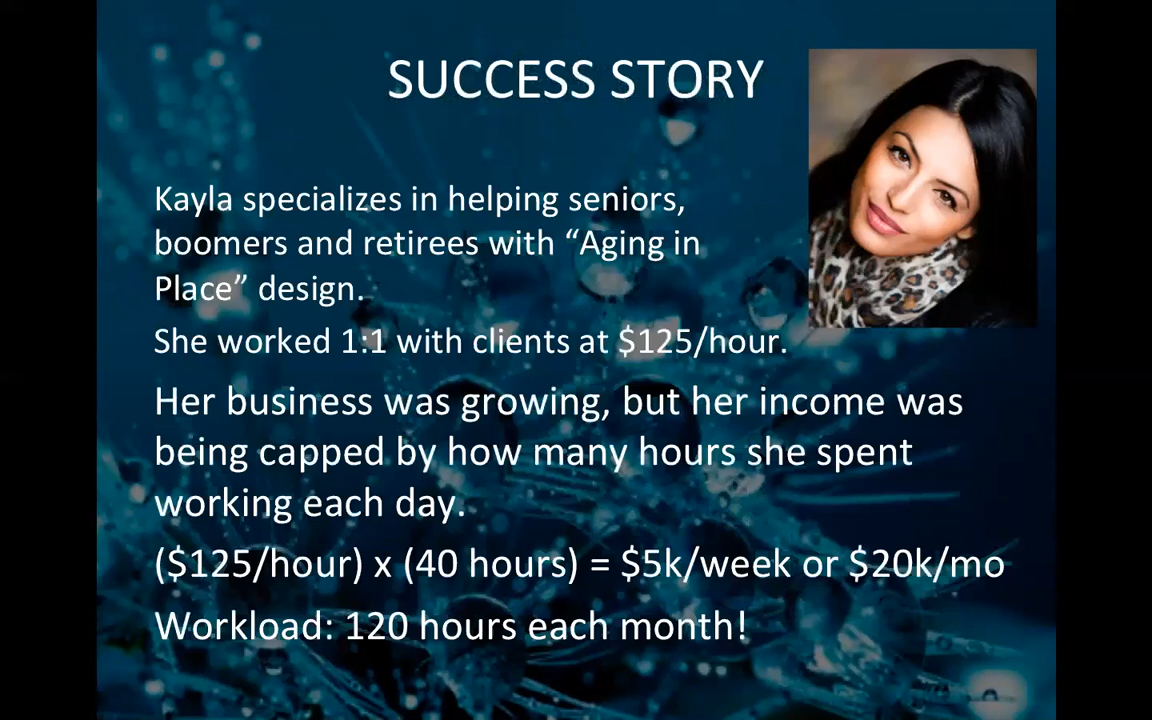 SUCCESS STORY
Kayla specializes in helping seniors,
boomers and retirees with “Aging in
Place” design.
She worked 1:1 with clients at $125/hour.
Her business was growing, but her income was
being capped by how many hours she spent
working each day.
($125/hour) x (40 hours) = $5k/week or $20k/mo
Workload: 120 hours each month!